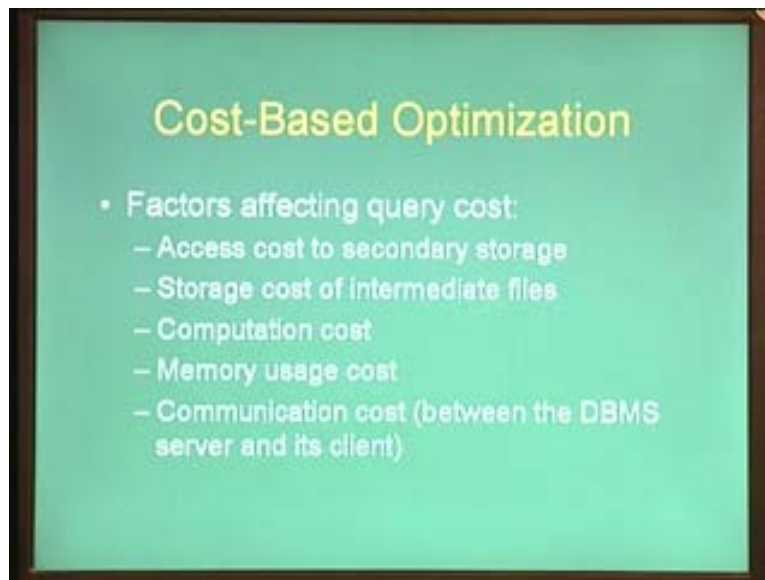 Cost-Based Optimization
• Factors affecting query cost:
– Access cost to secondary storage
– Storage cost of intermediate files
– Computation cost
– Memory usage cost
– Communication cost (between the DBMS
server and its client)